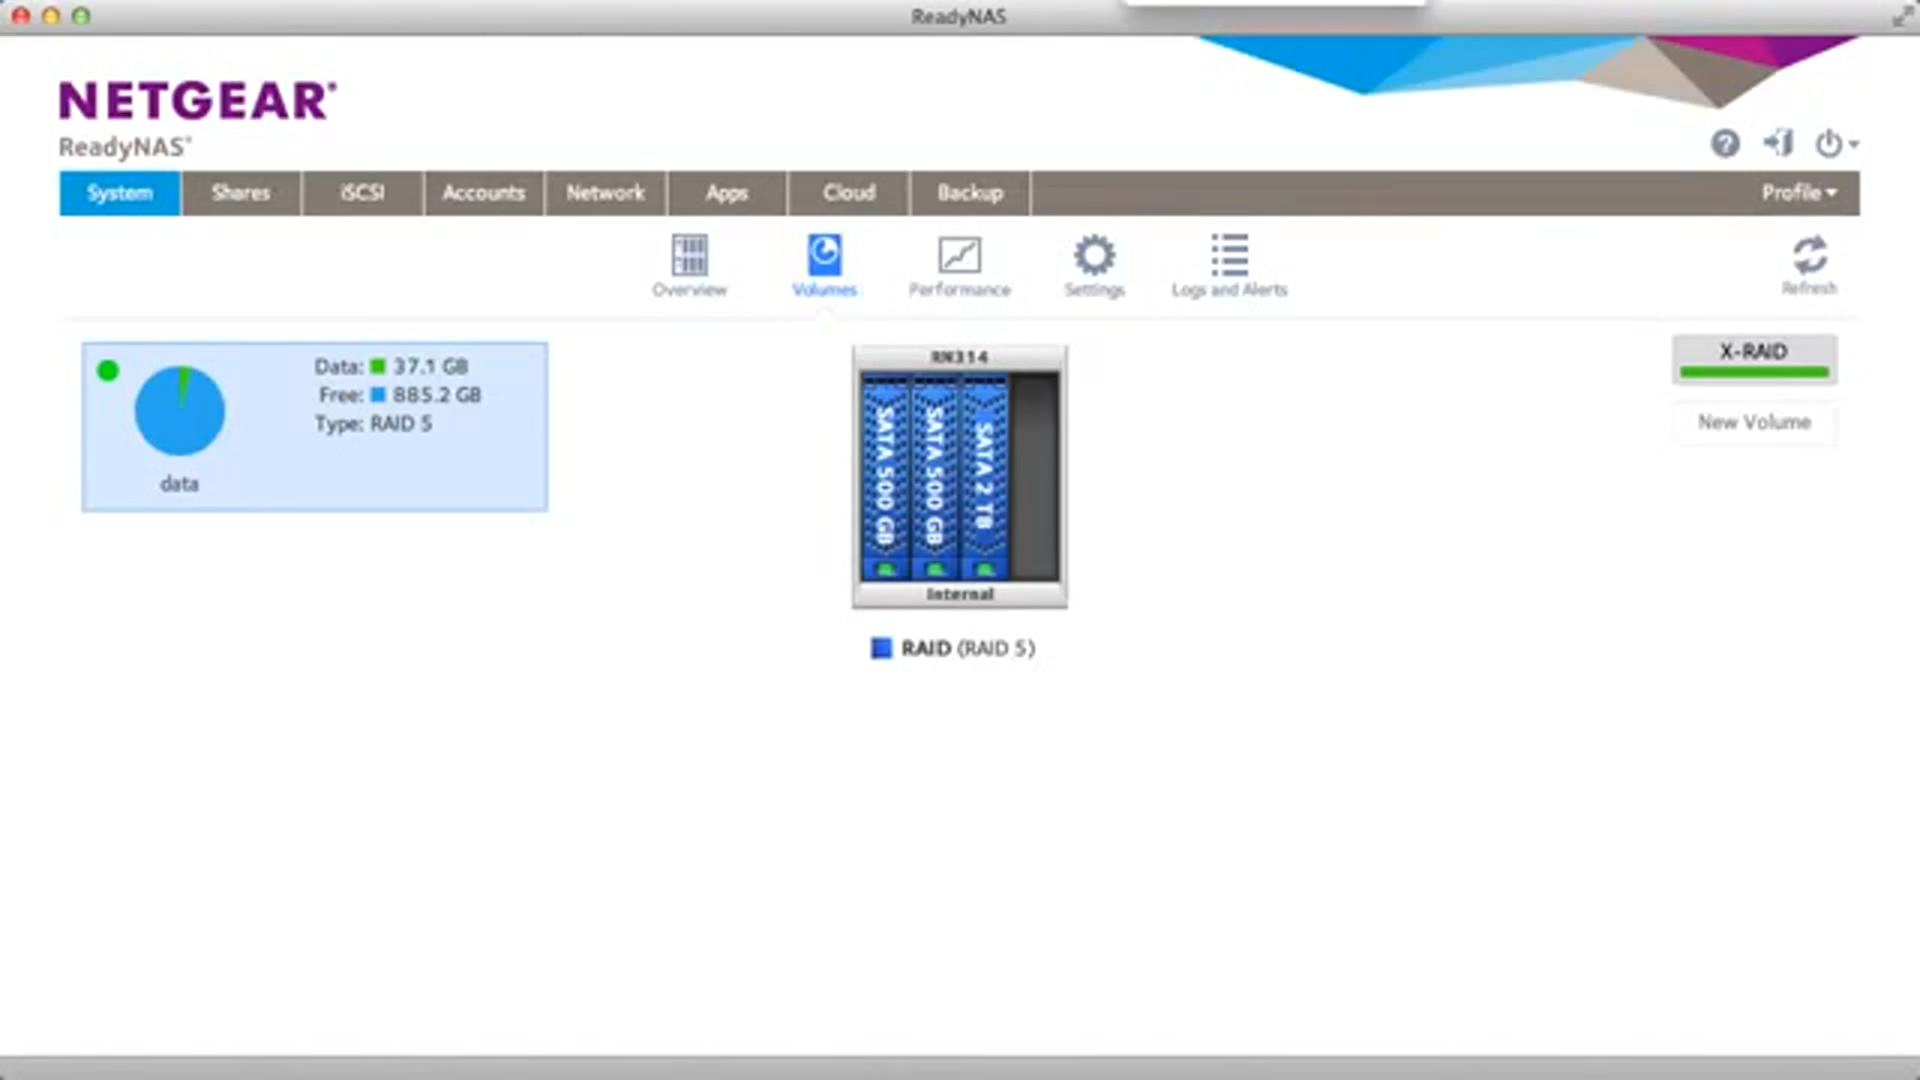 ReadyNAS
NETGEAR®
ReadyNAS®
System Shares iSCSI Accounts Network Apps Cloud Backup Profile
Overview Volumes Performance Settings Logs and Alerts Refresh
Data: 37.1 GB
Free: 885.2 GB
Type: RAID 5
data
RN314
SATA 500 GB
SATA 500 GB
SATA 2 TB
Internal
RAID (RAID 5)
X-RAID
New Volume